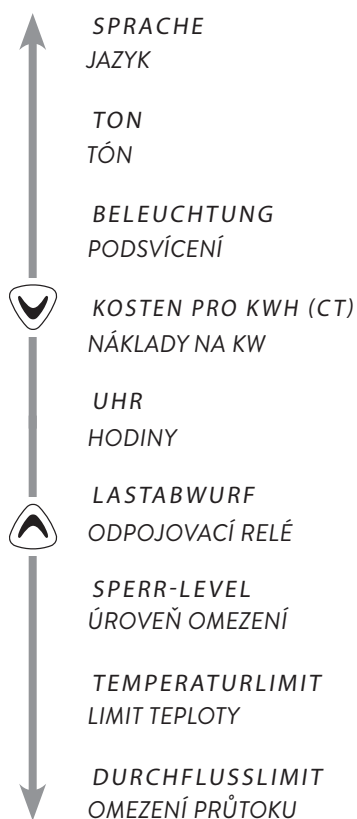 SPRACHE
JAZYK
TON
TÓN
BELEUCHTUNG
PODSVÍCENÍ
KOSTEN PRO KWH (CT)
NÁKLADY NA KW
UHR
HODINY
LASTABWURF
ODPOJOVACÍ RELÉ
SPERR-LEVEL
ÚROVEŇ OMEZENÍ
TEMPERATURLIMIT
LIMIT TEPLOTY
DURCHFLUSSLIMIT
OMEZENÍ PRŮTOKU